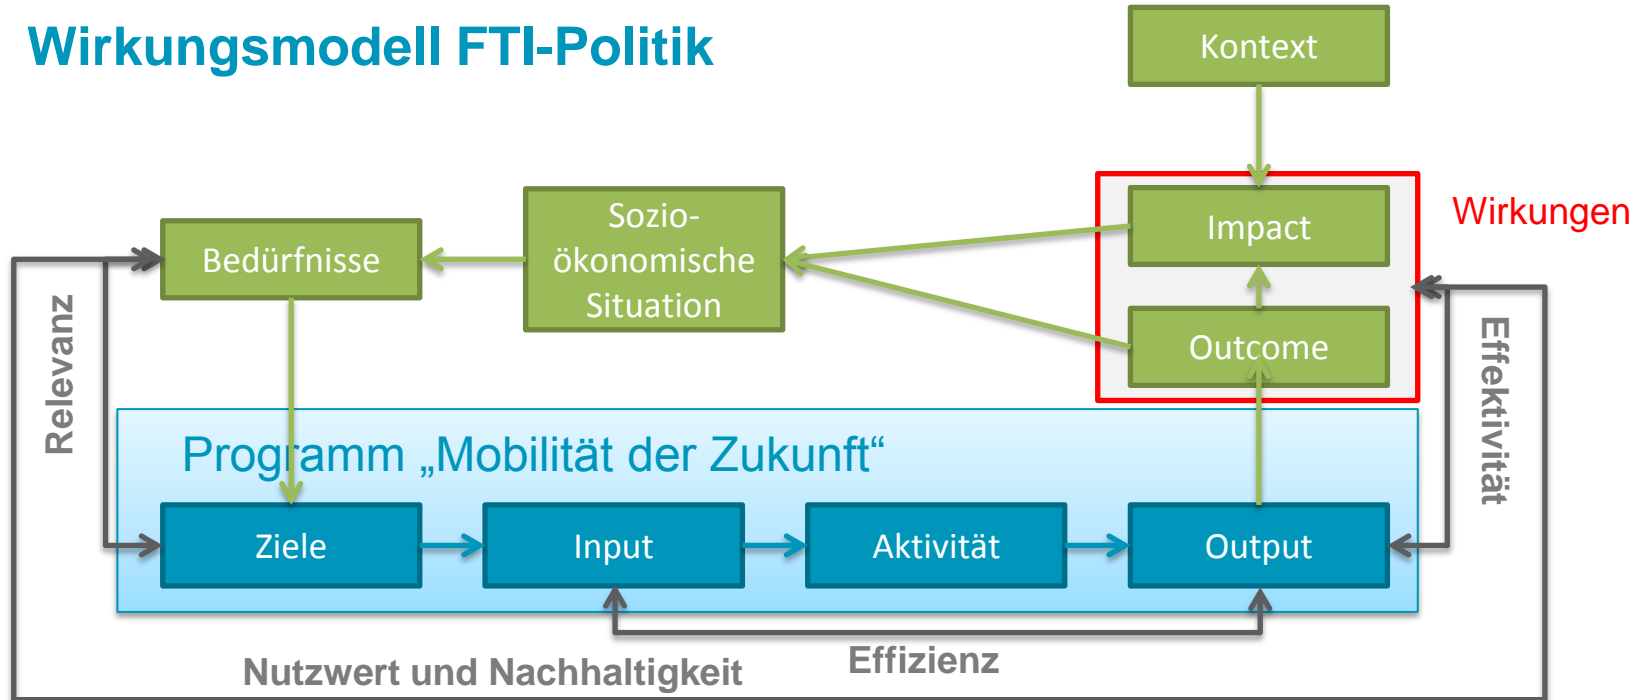 Wirkungsmodell FTI-Politik
Kontext
Impact
Wirkungen
Sozio-
ökonomische
Situation
Bedürfnisse
Outcome
Relevanz
Effektivität
Programm „Mobilität der Zukunft“
Ziele
Input
Aktivität
Output
Effizienz
Nutzwert und Nachhaltigkeit